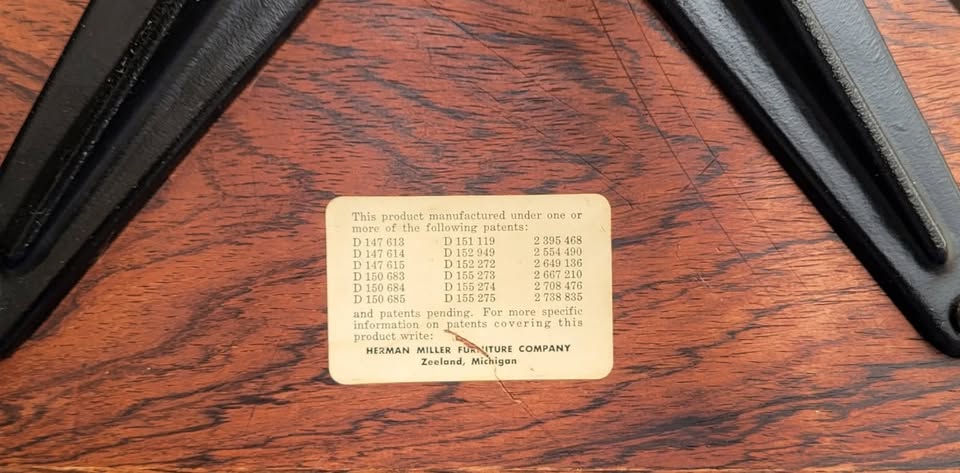 This product manufactured under one or
more of the following patents:
D 147 613 D 151 119 2 395 468
D 147 614 D 152 949 2 554 490
D 147 615 D 152 272 2 649 136
D 150 683 D 155 273 2 667 210
D 150 684 D 155 274 2 708 476
D 150 685 D 155 275 2 738 835
and patents pending. For more specific
information on patents covering this
product write:
HERMAN MILLER FURNITURE COMPANY
Zeeland, Michigan